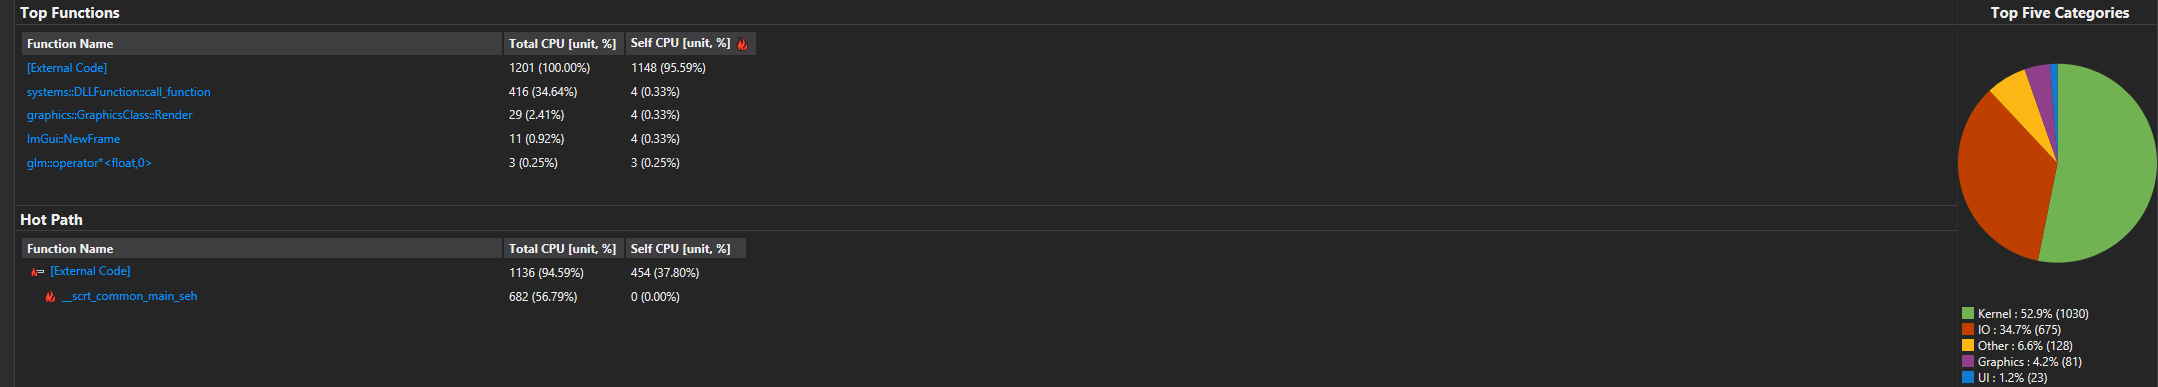 Top Functions
Function Name Total CPU [unit, %] Self CPU [unit, %]
[External Code] 1201 (100.00%) 1148 (95.59%)
systems::DLLFunction::call_function 416 (34.64%) 4 (0.33%)
graphics::GraphicsClass::Render 29 (2.41%) 4 (0.33%)
ImGui::NewFrame 11 (0.92%) 4 (0.33%)
glm::operator*<float,0> 3 (0.25%) 3 (0.25%)
Hot Path
Function Name Total CPU [unit, %] Self CPU [unit, %]
[External Code] 1136 (94.59%) 454 (37.80%)
__scrt_common_main_seh 682 (56.79%) 0 (0.00%)
Top Five Categories
Kernel : 52.9% (1030)
IO : 34.7% (675)
Other : 6.6% (128)
Graphics : 4.2% (81)
UI : 1.2% (23)